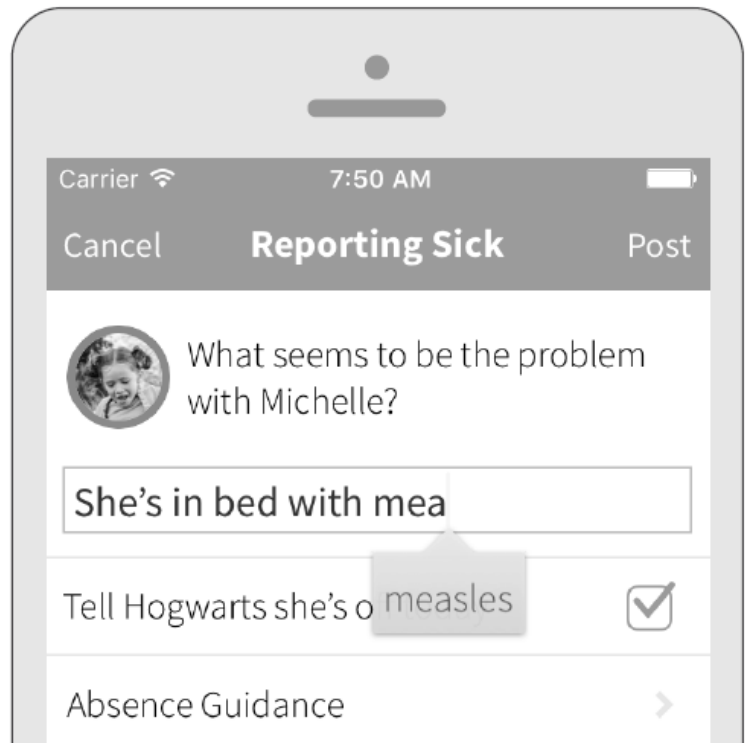 Carrier 7:50 AM
Cancel Reporting Sick Post
What seems to be the problem
with Michelle?
She's in bed with mea
measles
Tell Hogwarts she's o
Absence Guidance